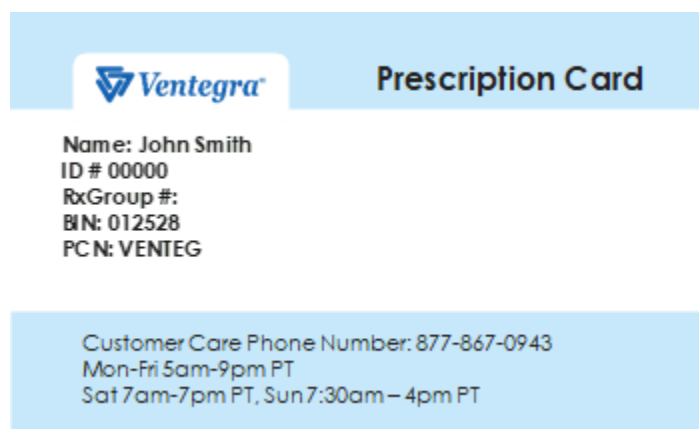 Ventegra
Prescription Card
Name: John Smith
ID # 00000
RxGroup #:
BIN: 012528
PCN: VENTEG
Customer Care Phone Number: 877-867-0943
Mon-Fri 5am-9pm PT
Sat 7am-7pm PT, Sun 7:30am – 4pm PT